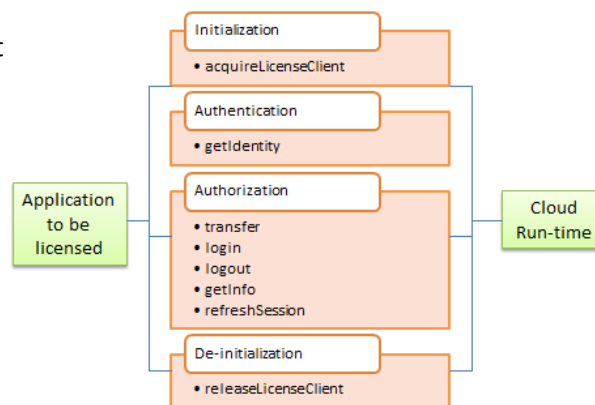 t
Initialization
• acquireLicenseClient
Authentication
• getIdentity
Authorization
• transfer
• login
• logout
• getInfo
• refreshSession
De-initialization
• releaseLicenseClient
Application
to be
licensed
Cloud
Run-time